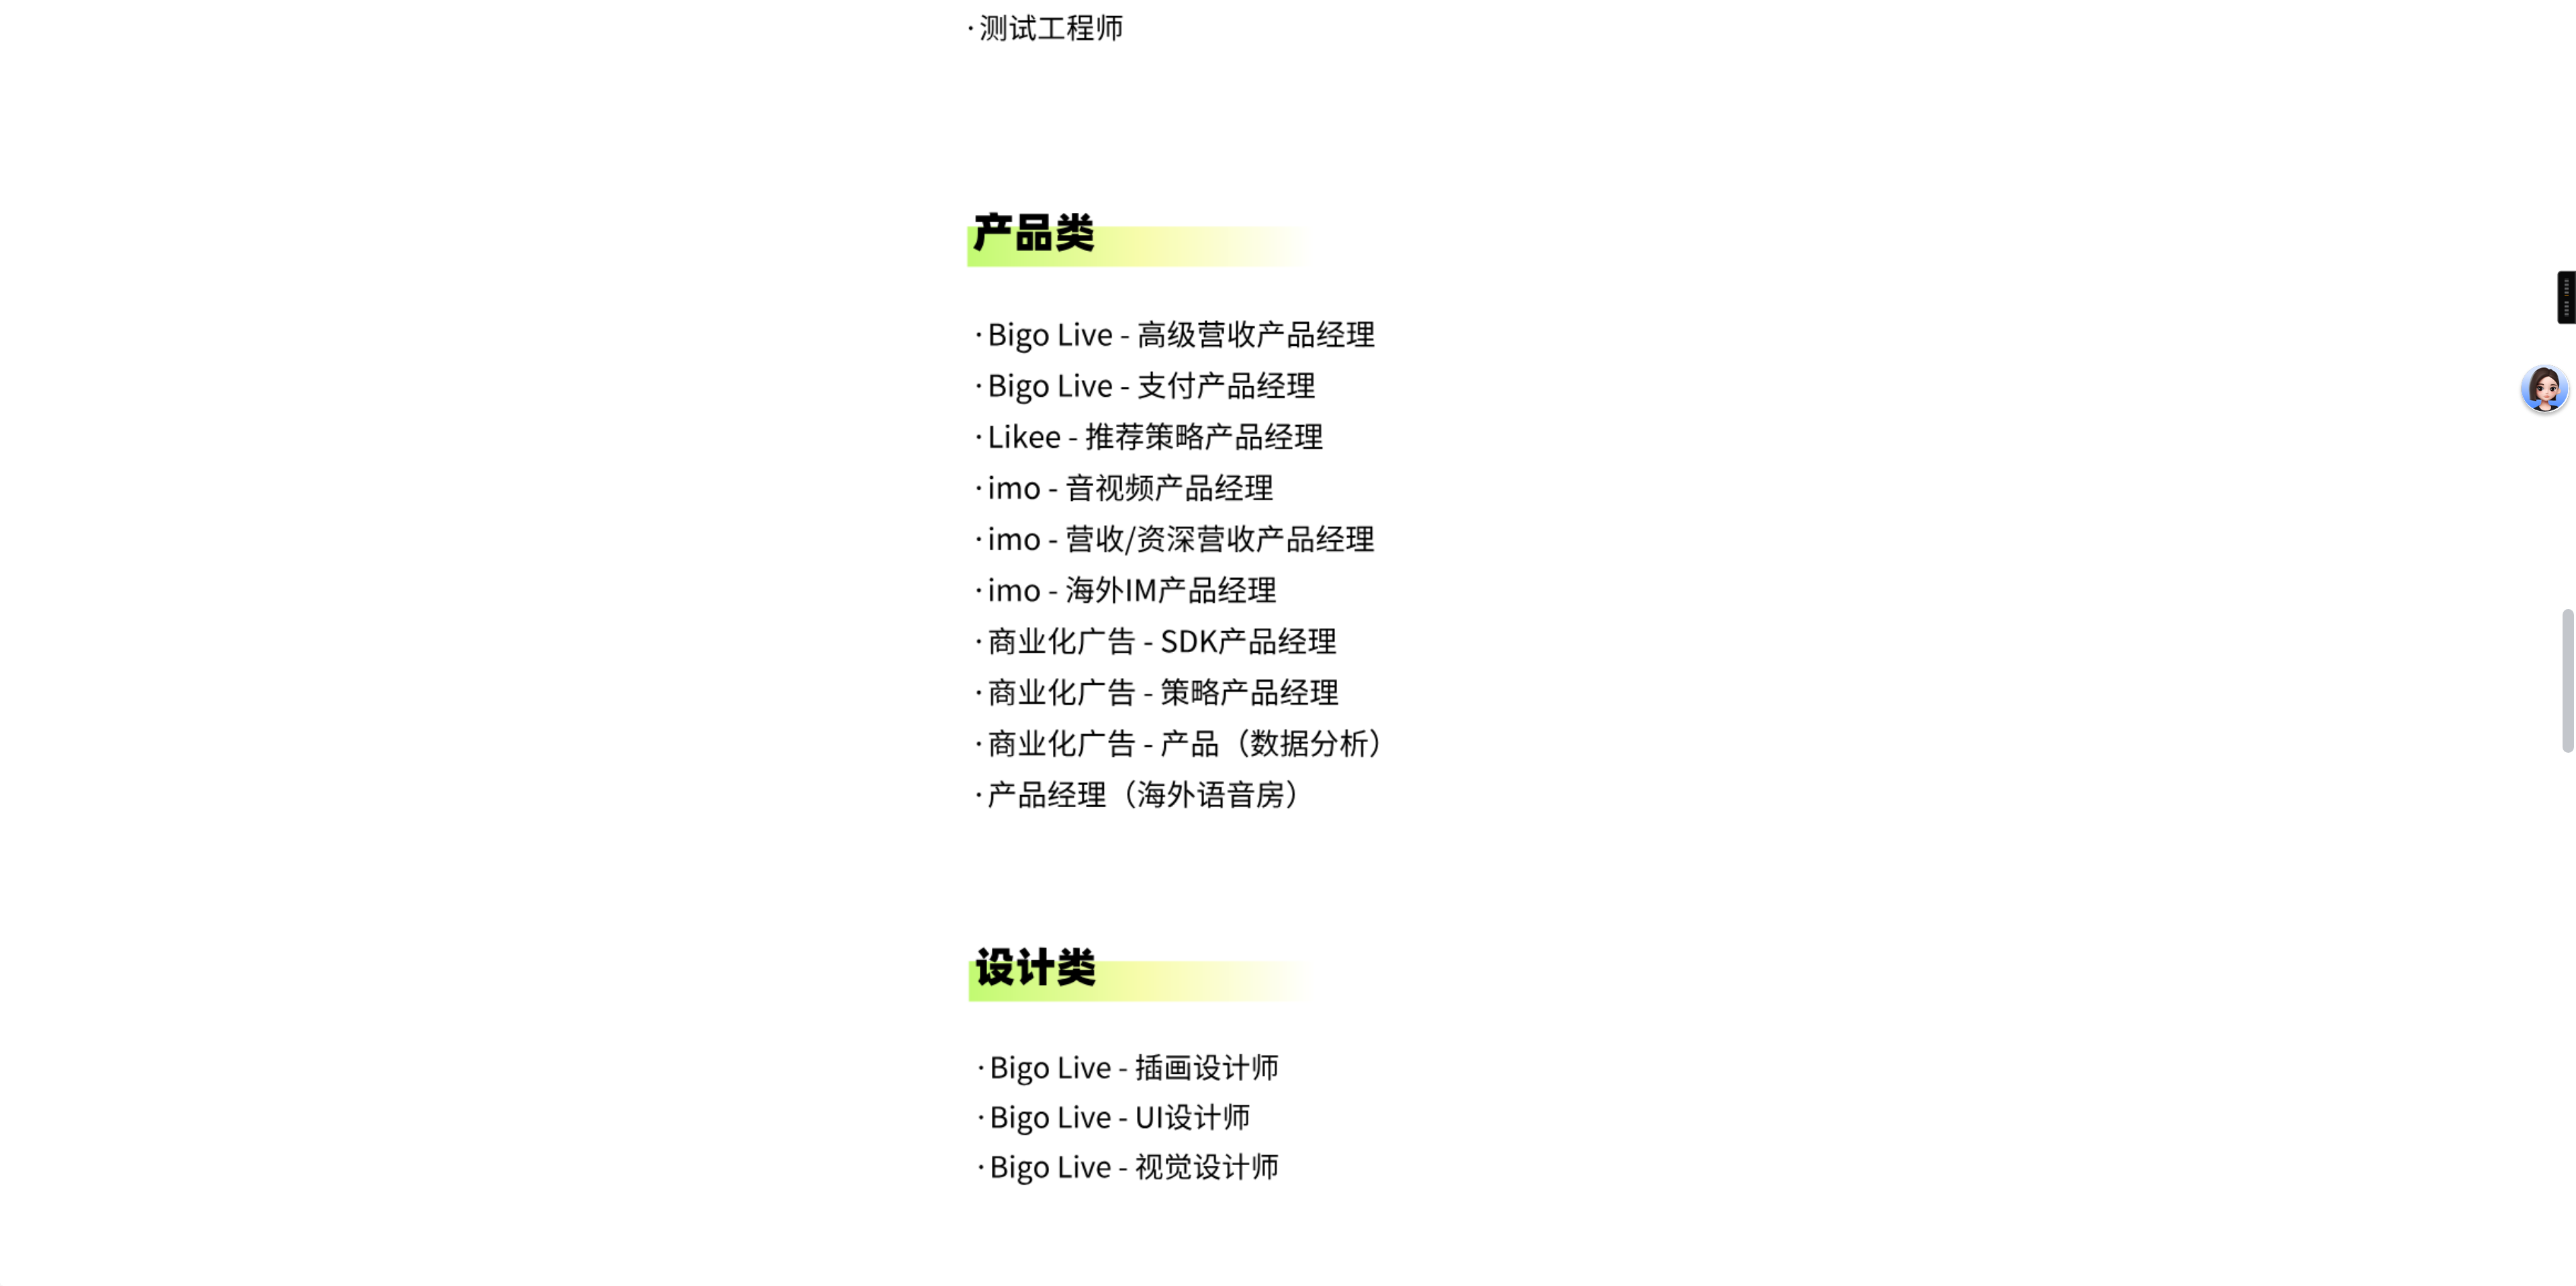 · 测试工程师
产品类
· Bigo Live - 高级营收产品经理
· Bigo Live - 支付产品经理
· Likee - 推荐策略产品经理
· imo - 音视频产品经理
· imo - 营收/资深营收产品经理
· imo - 海外IM产品经理
· 商业化广告 - SDK产品经理
· 商业化广告 - 策略产品经理
· 商业化广告 - 产品（数据分析）
· 产品经理（海外语音房）
设计类
· Bigo Live - 插画设计师
· Bigo Live - UI设计师
· Bigo Live - 视觉设计师